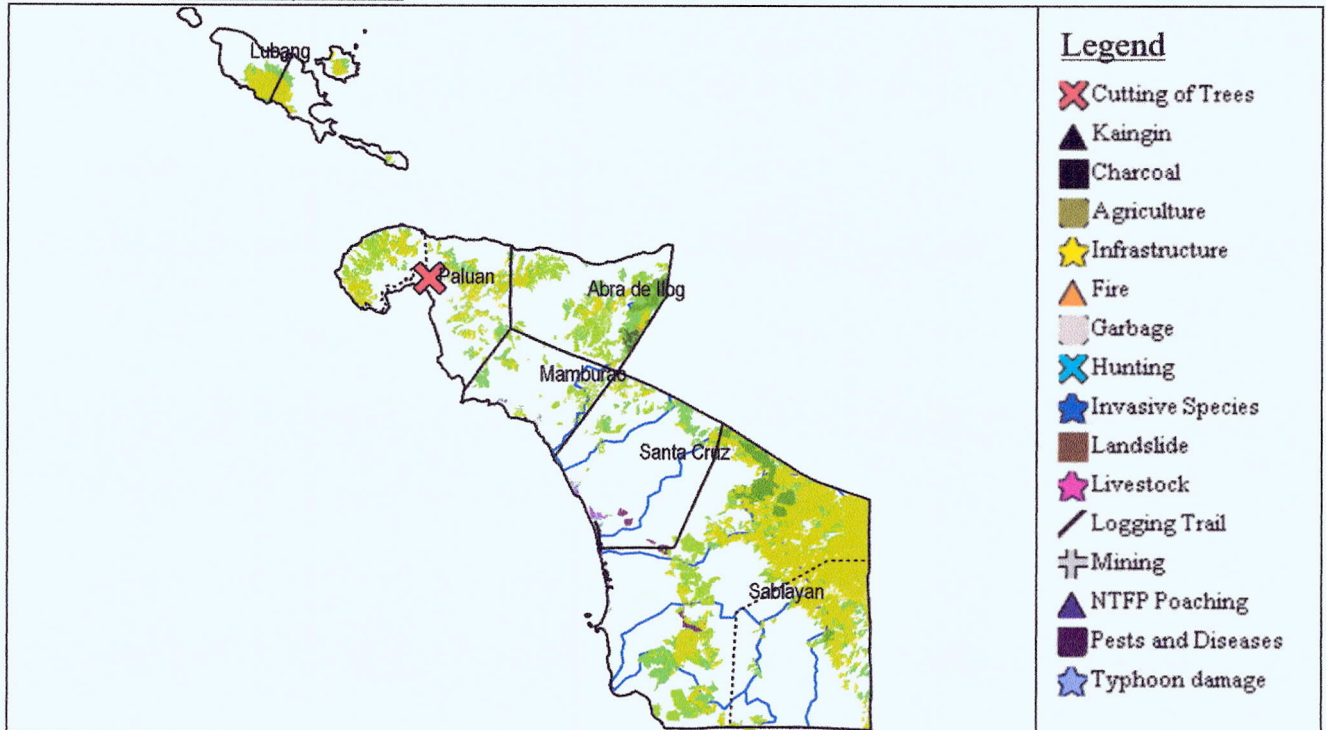 Lubang
Paluan
Abra de Ilog
Mamburao
Santa Cruz
Sablayan
Legend
Cutting of Trees
Kaingin
Charcoal
Agriculture
Infrastructure
Fire
Garbage
Hunting
Invasive Species
Landslide
Livestock
Logging Trail
Mining
NTFP Poaching
Pests and Diseases
Typhoon damage